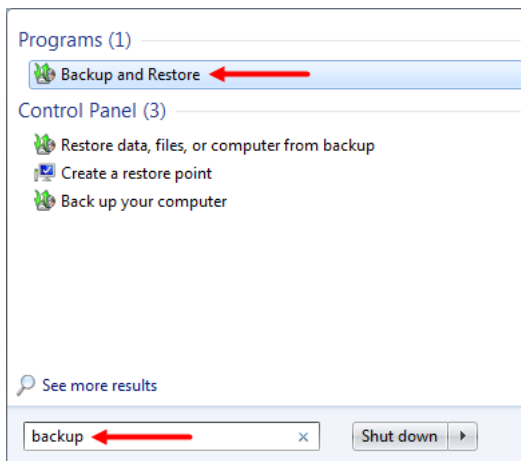 Programs (1)
Backup and Restore
Control Panel (3)
Restore data, files, or computer from backup
Create a restore point
Back up your computer
See more results
backup
Shut down